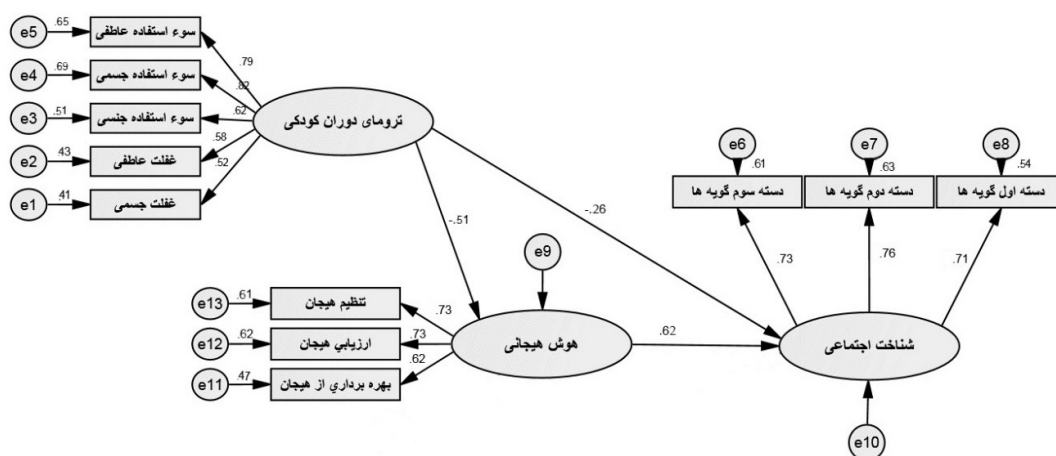 e5
.65
سوء استفاده عاطفی
e4
.69
سوء استفاده جسمی
e3
.51
سوء استفاده جنسی
e2
.43
غفلت عاطفی
e1
.41
غفلت جسمی
.79
.62
.58
.52
ترومای دوران کودکی
-.51
-.26
e6
.61
دسته سوم گویه ها
e7
.63
دسته دوم گویه ها
e8
.54
دسته اول گویه ها
.73
.76
.71
e9
e13
.61
تنظیم هیجان
e12
.62
ارزیابي هیجان
e11
.47
بهره برداري از هیجان
.73
.73
.62
هوش هیجانی
.62
شناخت اجتماعی
e10